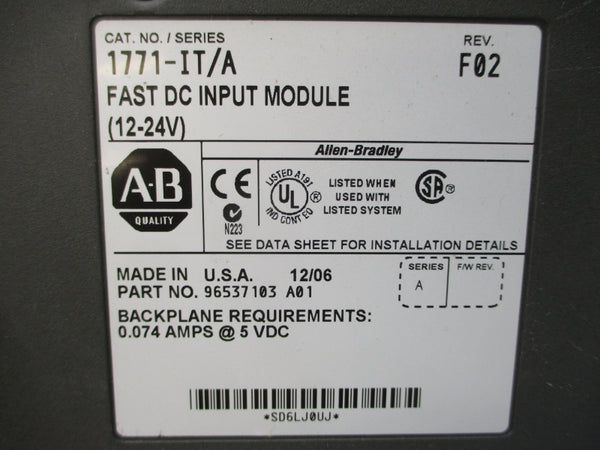 CAT. NO. / SERIES
REV.
1771-IT/A
F02
FAST DC INPUT MODULE
(12-24V)
Allen-Bradley
A-B
QUALITY
CE
N223
LISTED A191
UL
®
IND CONT EQ
LISTED WHEN
USED WITH
LISTED SYSTEM
SA ®
SEE DATA SHEET FOR INSTALLATION DETAILS
MADE IN U.S.A. 12/06
SERIES
F/W REV.
A
PART NO. 96537103 A01
BACKPLANE REQUIREMENTS:
0.074 AMPS @ 5 VDC
*SD6LJ0UJ*